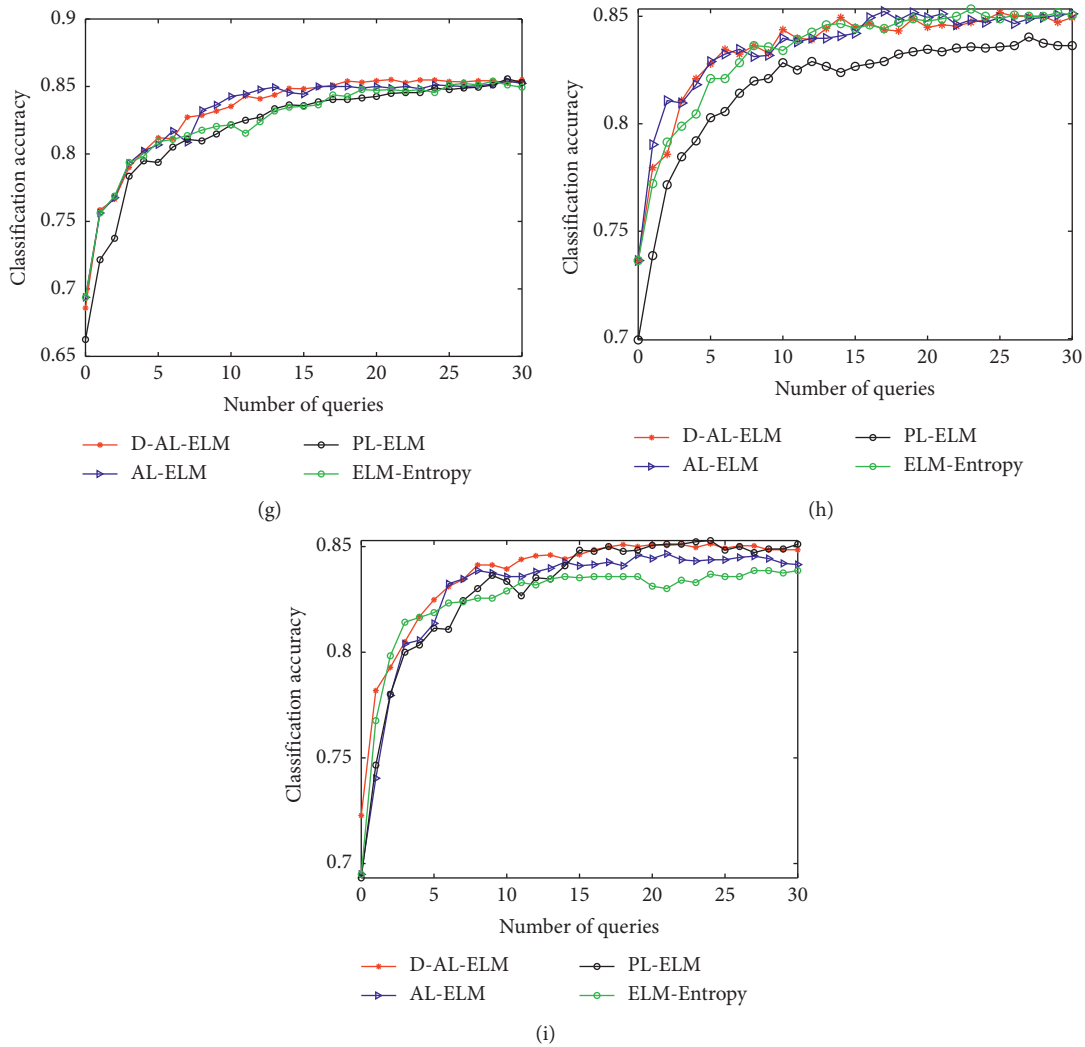 0.9
0.85
0.8
0.75
0.7
0.65
Classification accuracy
0 5 10 15 20 25 30
Number of queries
D-AL-ELM PL-ELM
AL-ELM ELM-Entropy
(g)
0.85
0.8
0.75
0.7
Classification accuracy
0 5 10 15 20 25 30
Number of queries
D-AL-ELM PL-ELM
AL-ELM ELM-Entropy
(h)
0.85
0.8
0.75
0.7
Classification accuracy
0 5 10 15 20 25 30
Number of queries
D-AL-ELM PL-ELM
AL-ELM ELM-Entropy
(i)